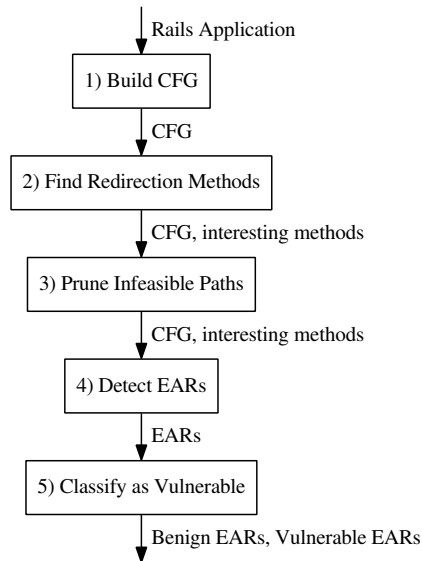 Rails Application
1) Build CFG
CFG
2) Find Redirection Methods
CFG, interesting methods
3) Prune Infeasible Paths
CFG, interesting methods
4) Detect EARs
EARs
5) Classify as Vulnerable
Benign EARs, Vulnerable EARs